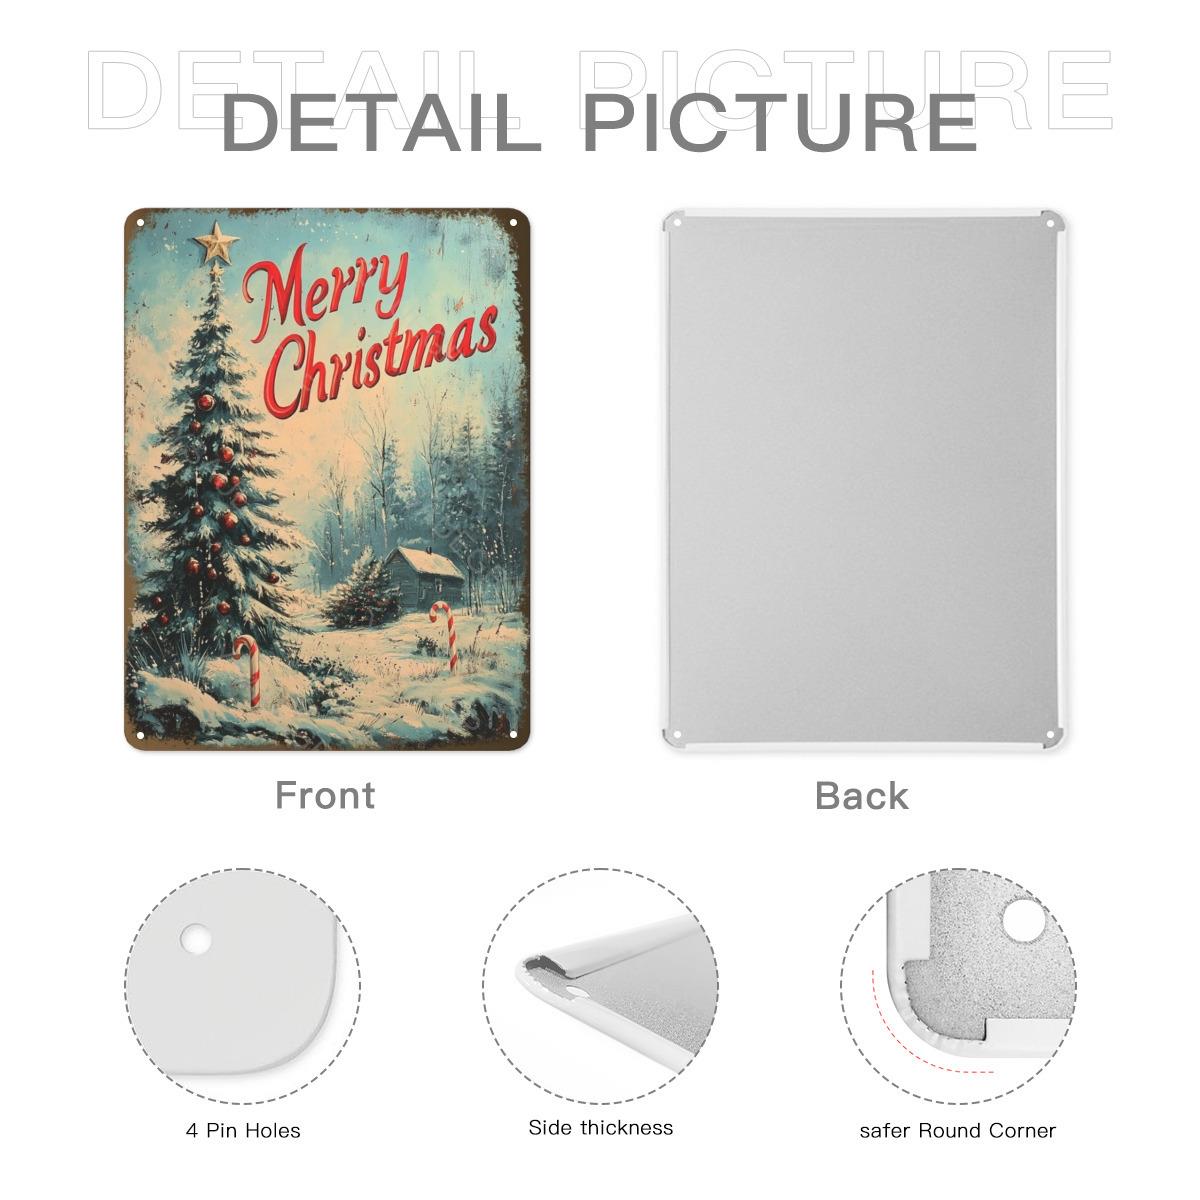 DETAIL PICTURE
DETAIL PICTURE
Merry
Christmas
Front
Back
4 Pin Holes
Side thickness
safer Round Corner